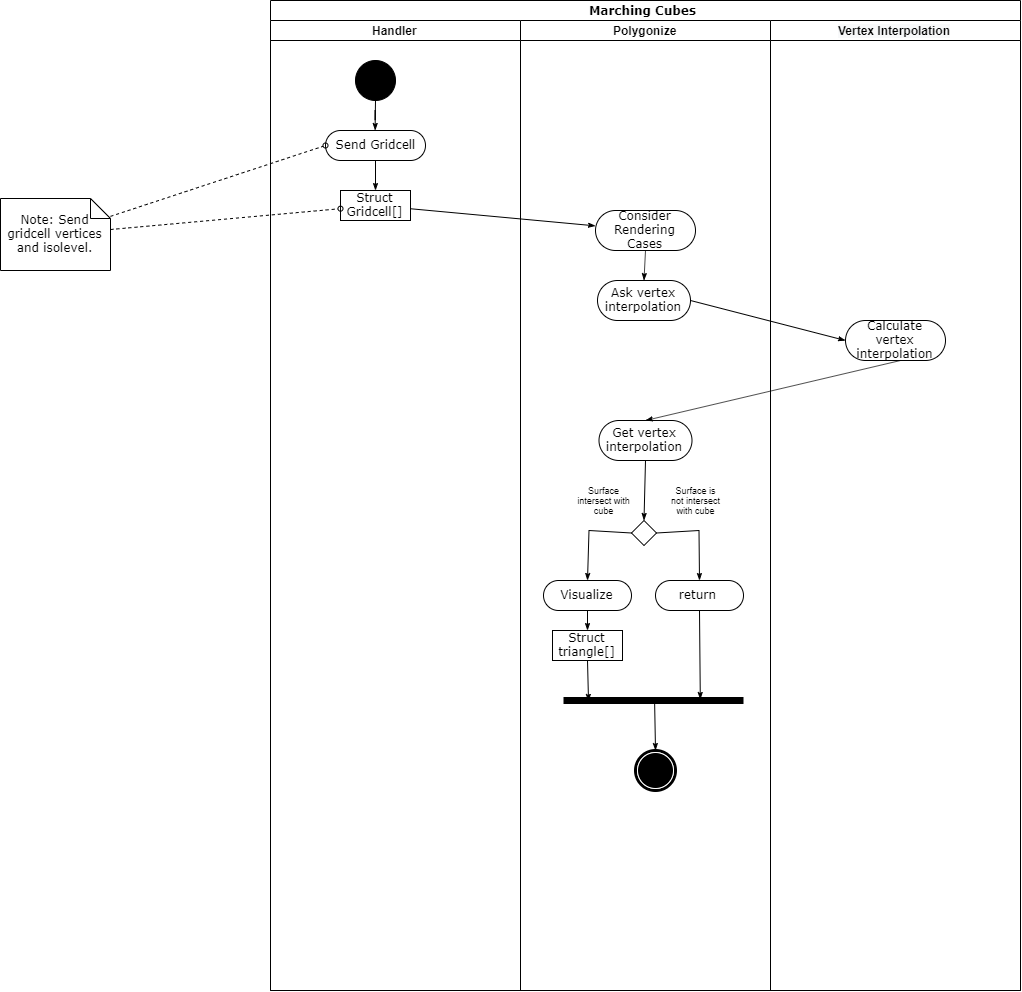 Marching Cubes
Handler
Polygonize
Vertex Interpolation
Send Gridcell
Struct
Gridcell[]
Note: Send
gridcell vertices
and isolevel.
Consider
Rendering
Cases
Ask vertex
interpolation
Calculate
vertex
interpolation
Get vertex
interpolation
Surface
intersect with
cube
Surface is
not intersect
with cube
Visualize
return
Struct
triangle[]